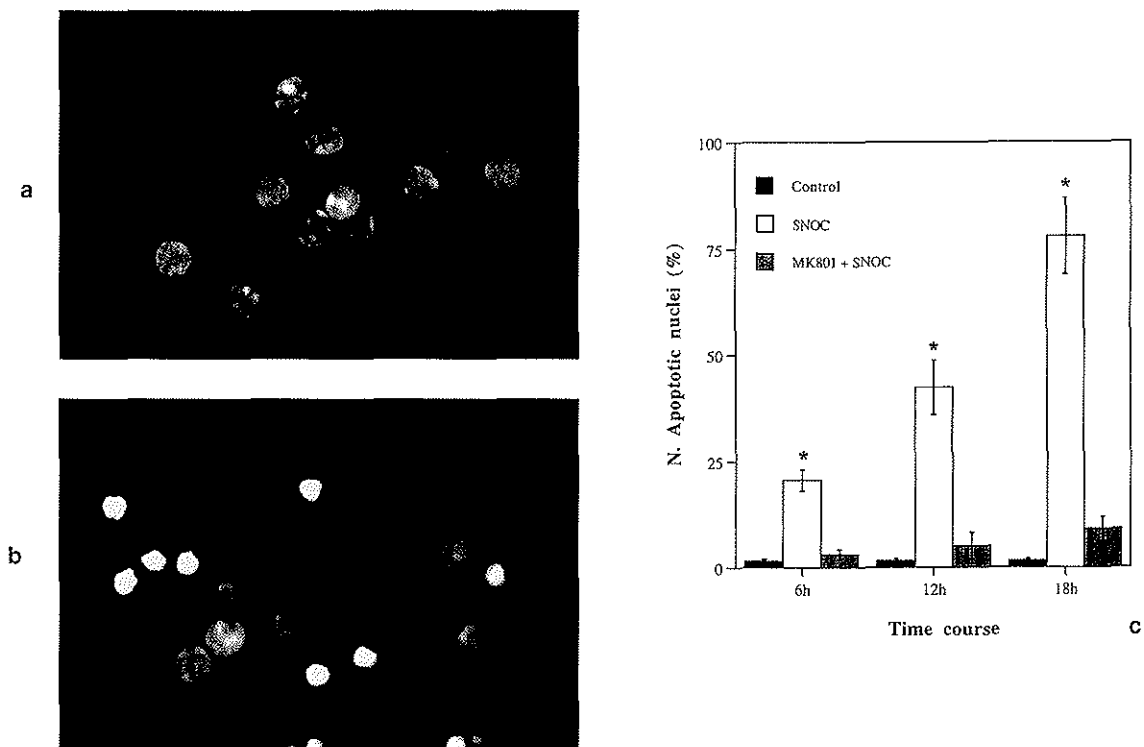 a
b
100
75
50
25
0
N. Apoptotic nuclei (%)
Control
SNOC
MK801 + SNOC
*
*
*
6h
12h
18h
Time course
c